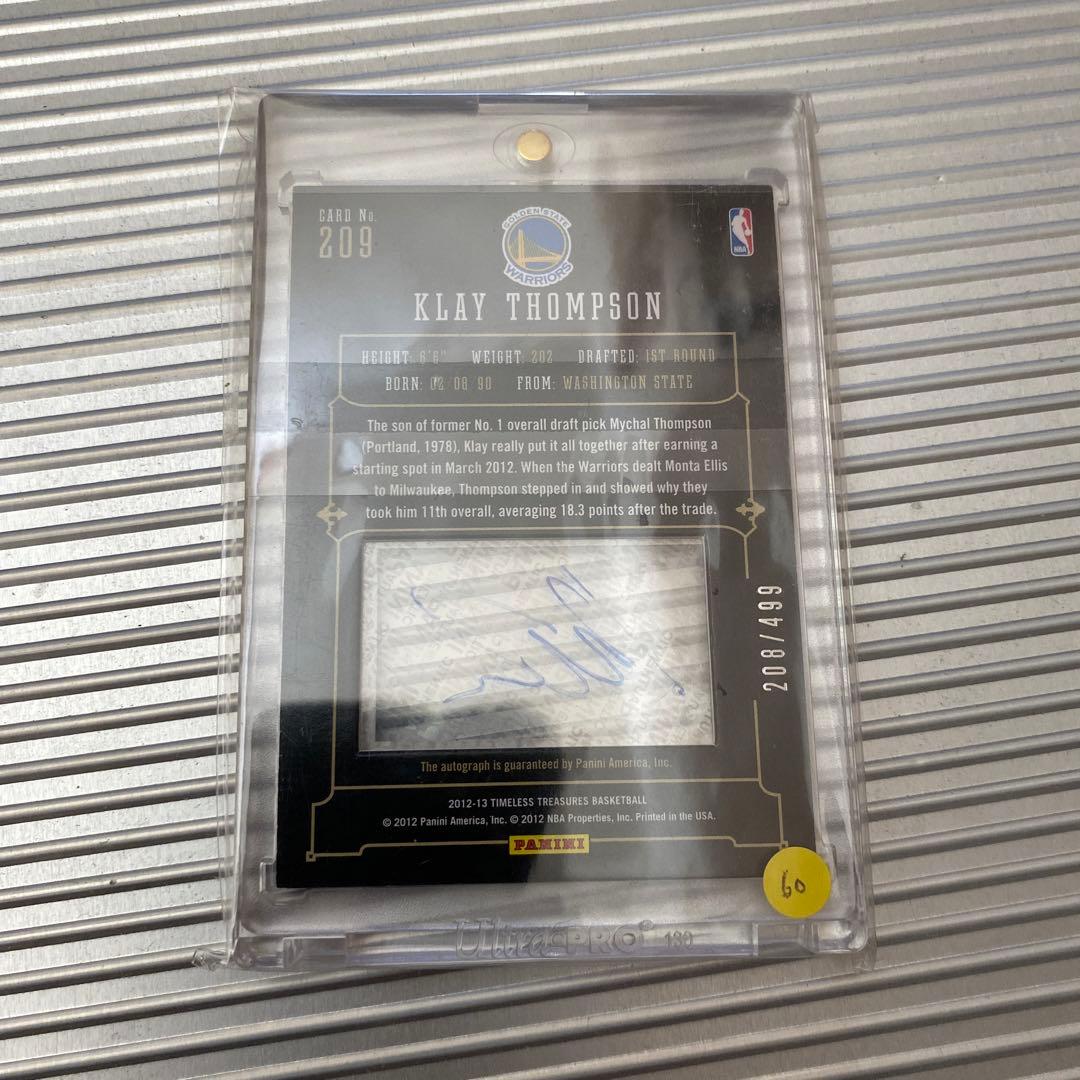 CARD No.
209
GOLDEN STATE
WARRIORS
NBA
KLAY THOMPSON
HEIGHT: 6'6" WEIGHT: 202 DRAFTED: 1ST ROUND
BORN: 02 08 90 FROM: WASHINGTON STATE
The son of former No. 1 overall draft pick Mychal Thompson
(Portland, 1978), Klay really put it all together after earning a
starting spot in March 2012. When the Warriors dealt Monta Ellis
to Milwaukee, Thompson stepped in and showed why they
took him 11th overall, averaging 18.3 points after the trade.
208/499
The autograph is guaranteed by Panini America, Inc.
2012-13 TIMELESS TREASURES BASKETBALL
© 2012 Panini America, Inc. © 2012 NBA Properties, Inc. Printed in the USA.
PANINI
60
Ultra-PRO® 130